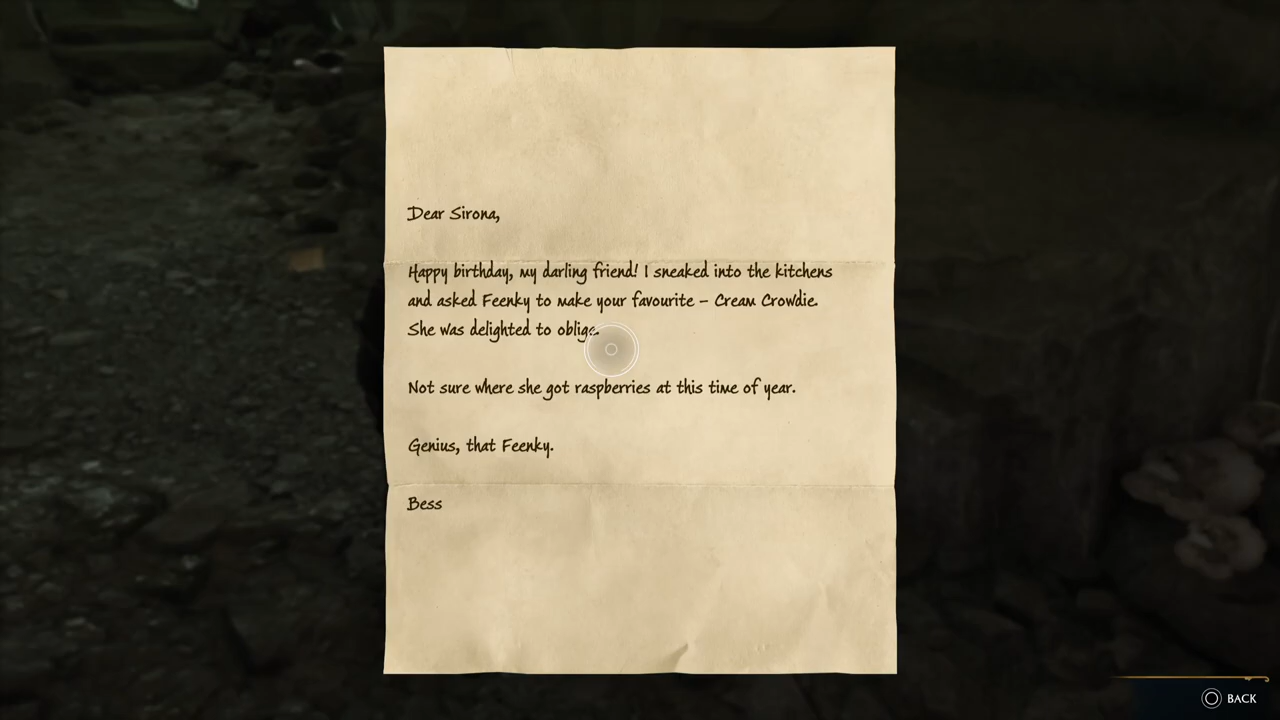 Dear Sirona,
Happy birthday, my darling friend! I sneaked into the kitchens
and asked Feenky to make your favourite – Cream Crowdie.
She was delighted to oblige.
Not sure where she got raspberries at this time of year.
Genius, that Feenky.
Bess
BACK